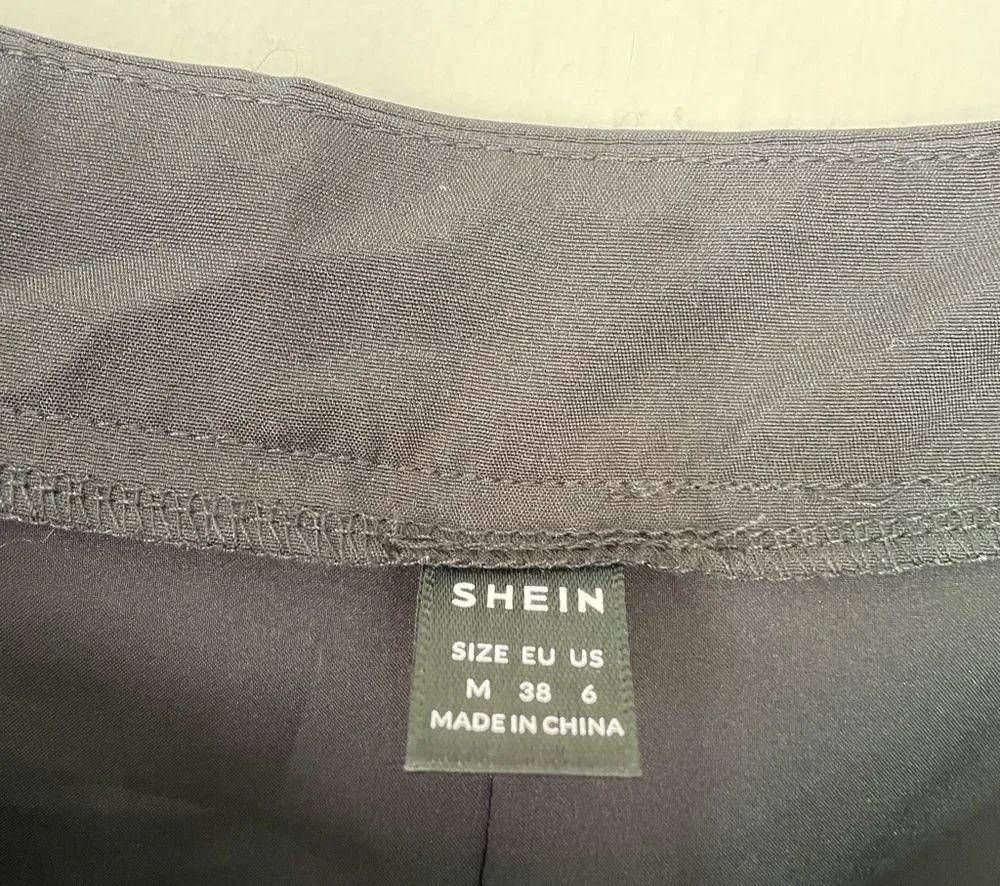 SHEIN
SIZE EU US
M 38 6
MADE IN CHINA